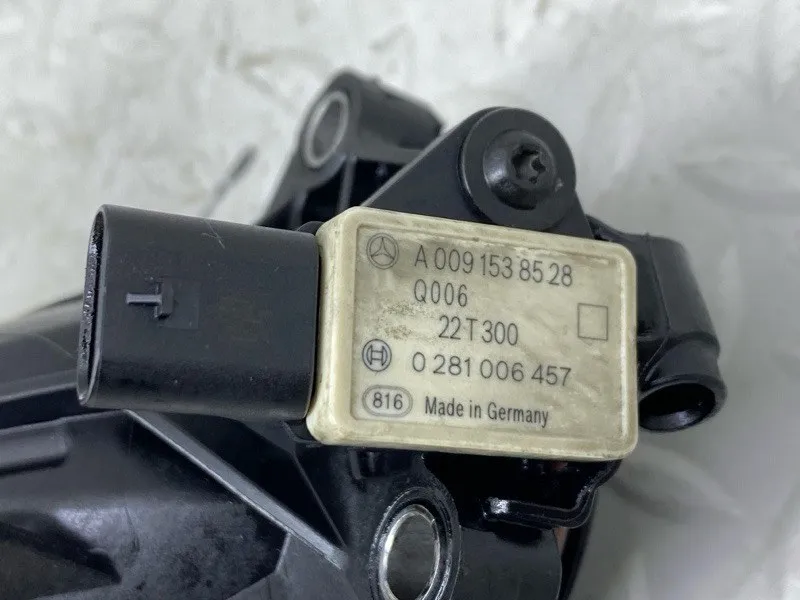 A 009 153 85 28
Q006
22T300
0 281 006 457
816 Made in Germany